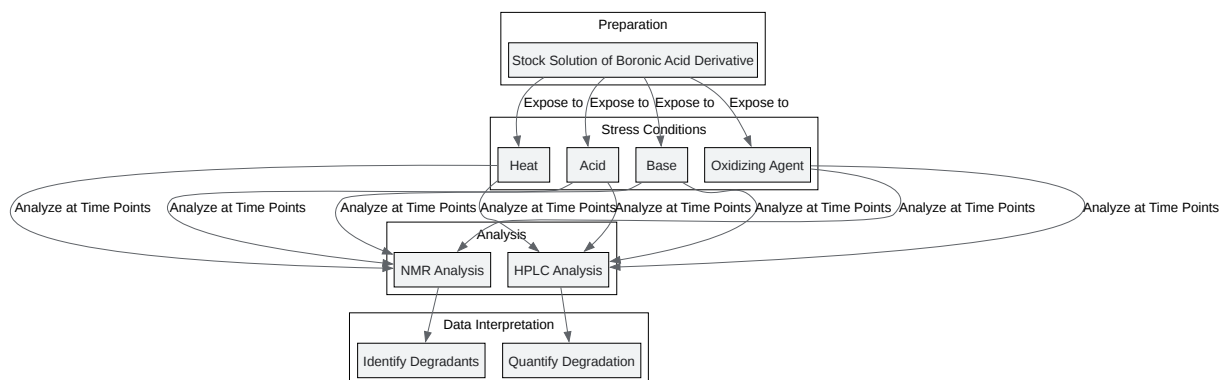 Preparation
Stock Solution of Boronic Acid Derivative
Expose to Expose to Expose to Expose to
Stress Conditions
Heat Acid Base Oxidizing Agent
Analyze at Time Points Analyze at Time Points Analyze at Time Points Analyze at Time Points Analyze at Time Points Analyze at Time Points Analyze at Time Points Analyze at Time Points
Analysis
NMR Analysis HPLC Analysis
Data Interpretation
Identify Degradants Quantify Degradation